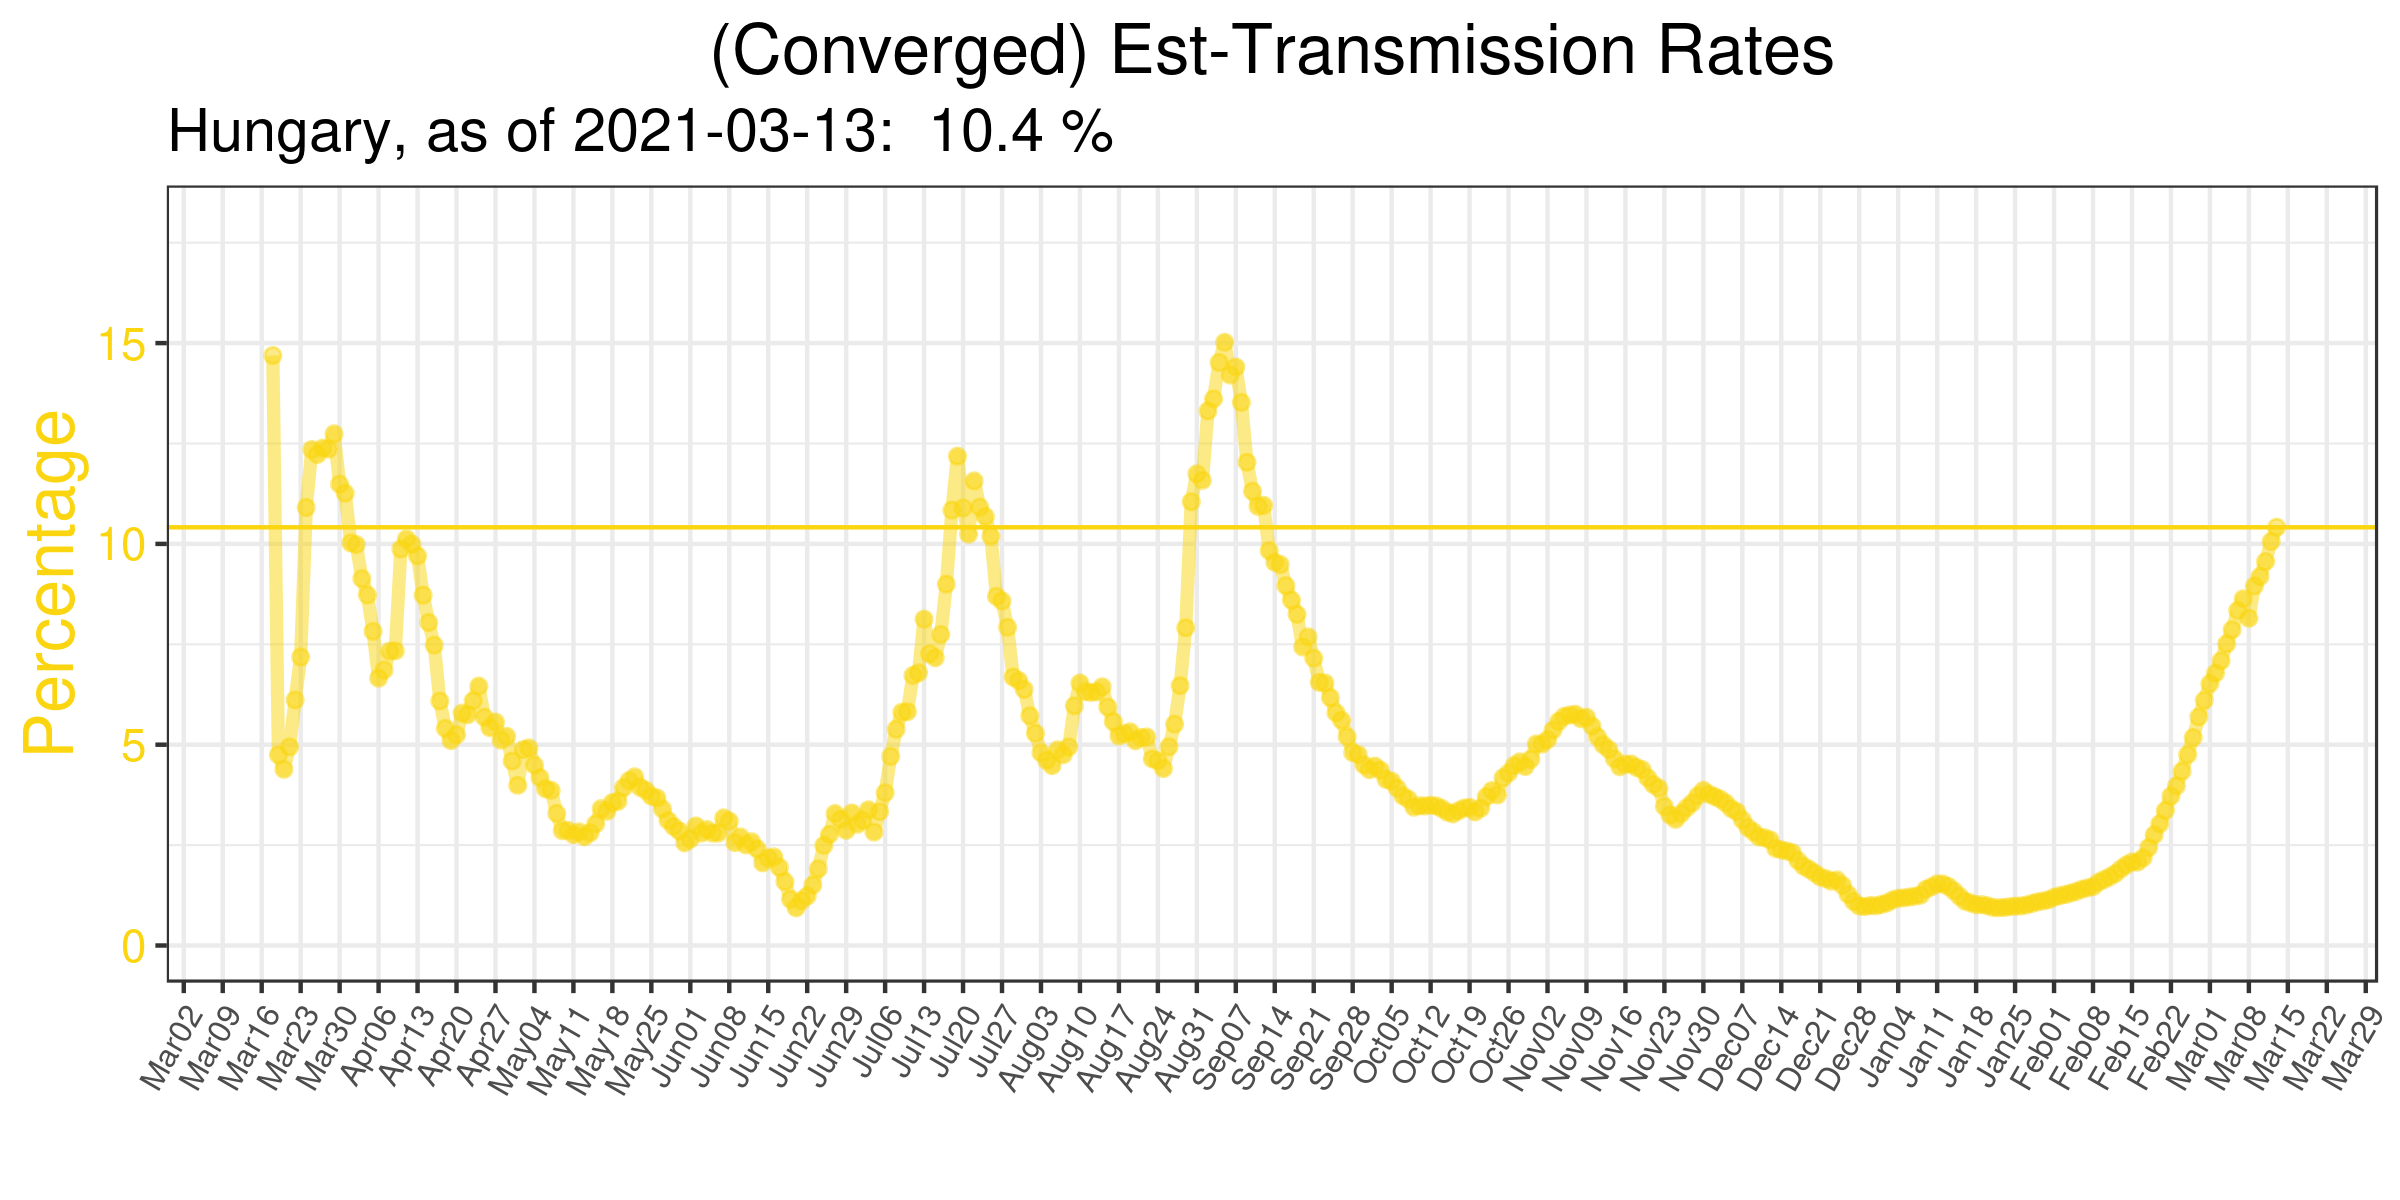 (Converged) Est-Transmission Rates
Hungary, as of 2021-03-13:  10.4 %
Percentage
15
10
5
0
Mar02
Mar09
Mar16
Mar23
Mar30
Apr06
Apr13
Apr20
Apr27
May04
May11
May18
May25
Jun01
Jun08
Jun15
Jun22
Jun29
Jul06
Jul13
Jul20
Jul27
Aug03
Aug10
Aug17
Aug24
Aug31
Sep07
Sep14
Sep21
Sep28
Oct05
Oct12
Oct19
Oct26
Nov02
Nov09
Nov16
Nov23
Nov30
Dec07
Dec14
Dec21
Dec28
Jan04
Jan11
Jan18
Jan25
Feb01
Feb08
Feb15
Feb22
Mar01
Mar08
Mar15
Mar22
Mar29